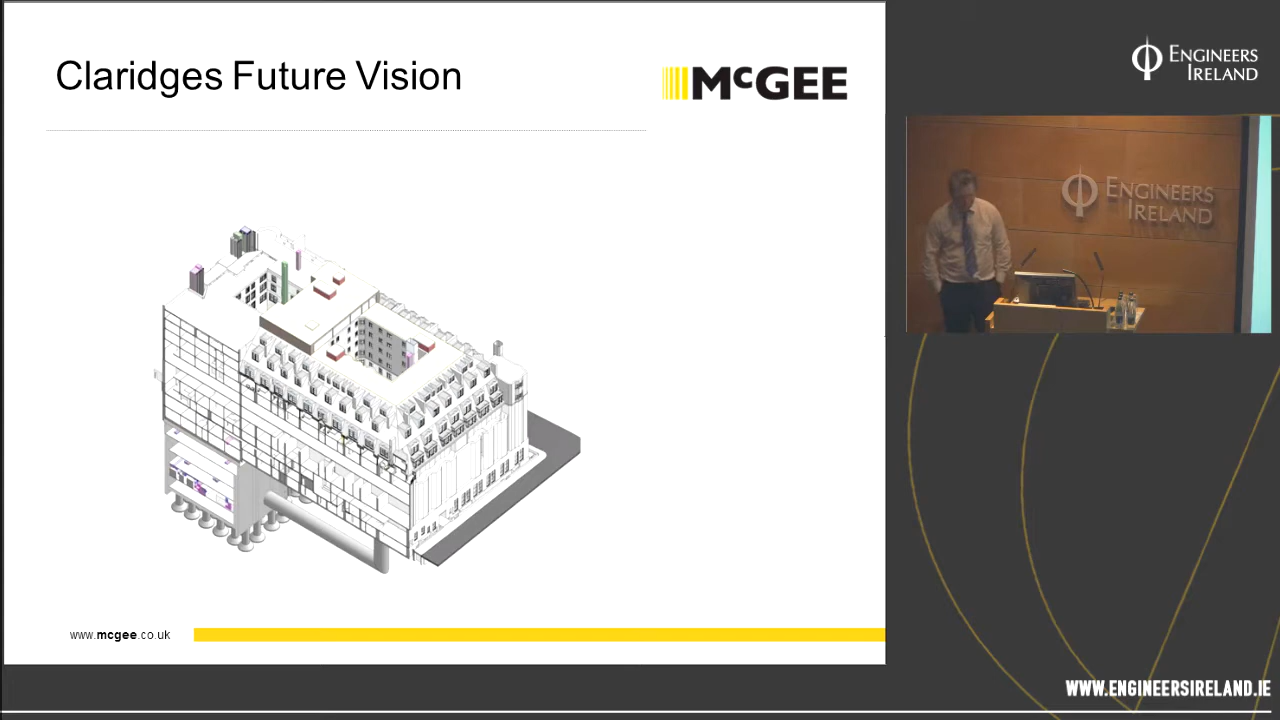 Claridges Future Vision
McGEE
www.mcgee.co.uk
ENGINEERS
IRELAND
ENGINEERS
IRELAND
WWW.ENGINEERSIRELAND.IE